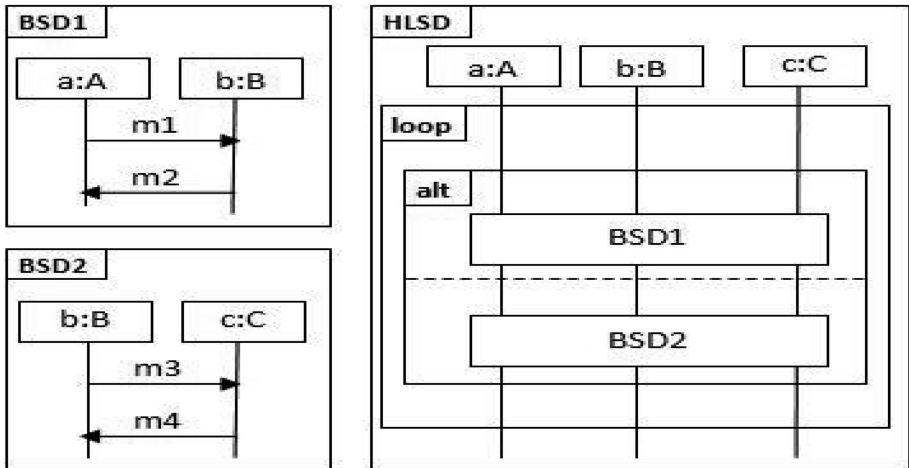 BSD1
a:A b:B
m1
m2
BSD2
b:B c:C
m3
m4
HLSD
a:A b:B c:C
loop
alt
BSD1
BSD2